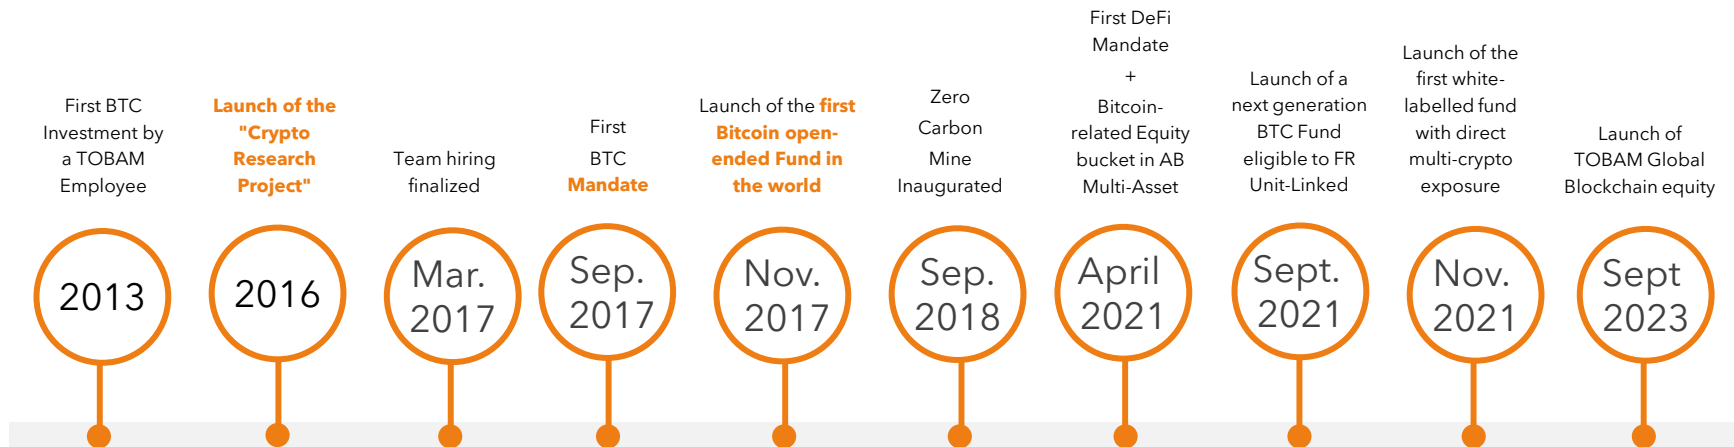 First BTC
Investment by
a TOBAM
Employee
2013
Launch of the
"Crypto
Research
Project"
2016
Team hiring
finalized
Mar.
2017
First
BTC
Mandate
Sep.
2017
Launch of the first
Bitcoin open-
ended Fund in
the world
Nov.
2017
Zero
Carbon
Mine
Inaugurated
Sep.
2018
First DeFi
Mandate
+
Bitcoin-
related Equity
bucket in AB
Multi-Asset
April
2021
Launch of a
next generation
BTC Fund
eligible to FR
Unit-Linked
Sept.
2021
Launch of the
first white-
labelled fund
with direct
multi-crypto
exposure
Nov.
2021
Launch of
TOBAM Global
Blockchain equity
Sept
2023